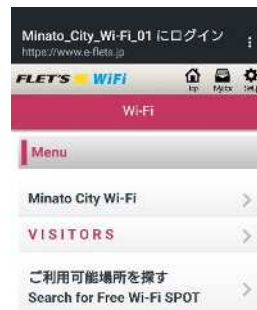 Minato_City_Wi-Fi_01 にログイン
https://www.e-flets.jp
FLET'S WiFi
Top
Wi-Fi
Menu
Minato City Wi-Fi
VISITORS
ご利用可能場所を探す
Search for Free Wi-Fi SPOT